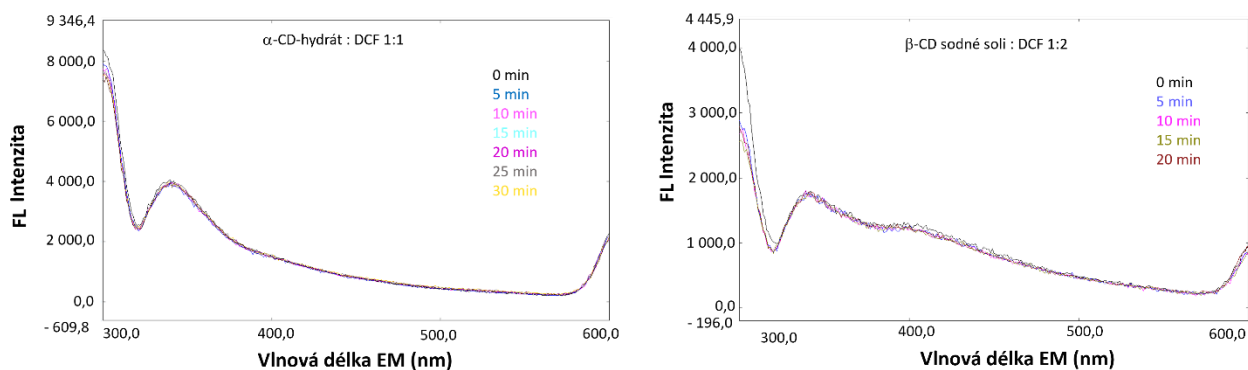 9 346,4
α-CD-hydrát : DCF 1:1
8 000,0
0 min
5 min
10 min
15 min
20 min
25 min
30 min
6 000,0
4 000,0
2 000,0
0,0
- 609,8
300,0
400,0
500,0
600,0
FL Intenzita
Vlnová délka EM (nm)
4 445,9
β-CD sodné soli : DCF 1:2
4 000,0
0 min
5 min
10 min
15 min
20 min
3 000,0
2 000,0
1 000,0
0,0
- 196,0
300,0
400,0
500,0
600,0
FL Intenzita
Vlnová délka EM (nm)